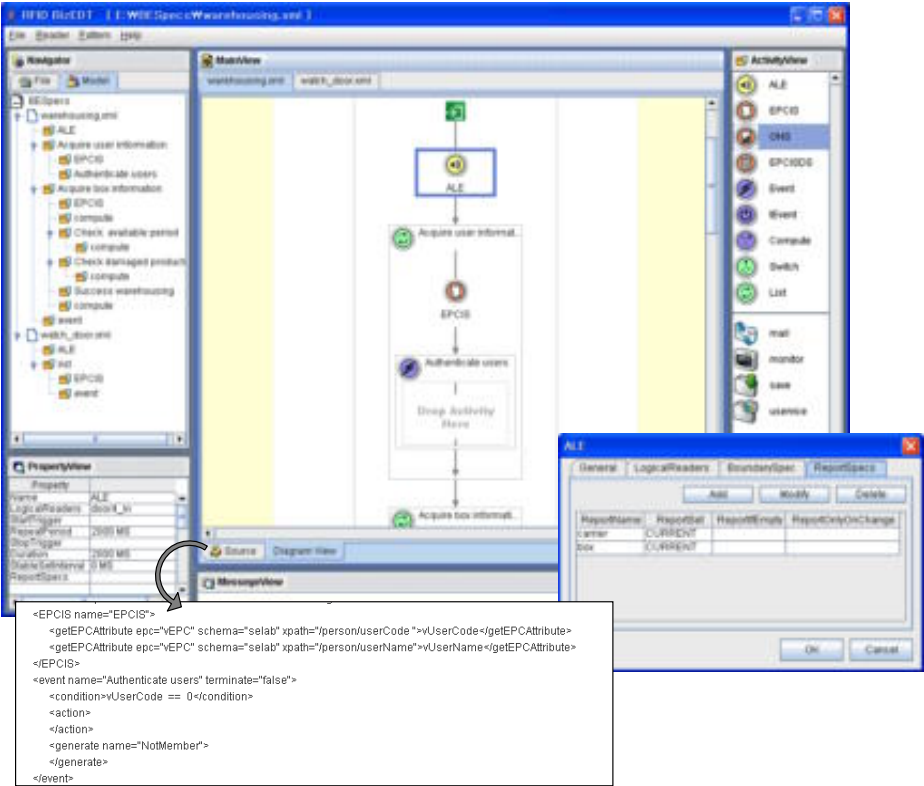 RFID BizEDT [ E:₩BESpecs₩warehousing.xml ]
File Reader Pattern Help
Navigator
File Model
BESpecs
warehousing.xml
ALE
Acquire user information
EPCIS
Authenticate users
Acquire box information
EPCIS
compute
Check available period
compute
Check damaged product
compute
Success warehousing
compute
event
watch_door.xml
ALE
EPCIS
event
PropertyView
Property
Name ALE
LogicalReaders door4_in
StartTrigger
RepeatPeriod 2000 MS
StopTrigger
Duration 2000 MS
StableSetInterval 0 MS
ReportSpecs
MainView
warehousing.xml watch_door.xml
ALE
Acquire user informat..
EPCIS
Authenticate users
Drop Activity
Here
Acquire box informati..
Source Diagram View
MessageView
ActivityView
ALE
EPCIS
ONS
EPCISDS
Event
IEvent
Compute
Switch
List
mail
monitor
save
uservice
ALE
General LogicalReaders BoundarySpec ReportSpecs
Add Modify Delete
ReportName ReportSet ReportIfEmpty ReportOnlyOnChange
carrier CURRENT
box CURRENT
OK Cancel
<EPCIS name="EPCIS">
<getEPCAttribute epc="vEPC" schema="selab" xpath="/person/userCode ">vUserCode</getEPCAttribute>
<getEPCAttribute epc="vEPC" schema="selab" xpath="/person/userName">vUserName</getEPCAttribute>
</EPCIS>
<event name="Authenticate users" terminate="false">
<condition>vUserCode == 0</condition>
<action>
</action>
<generate name="NotMember">
</generate>
</event>